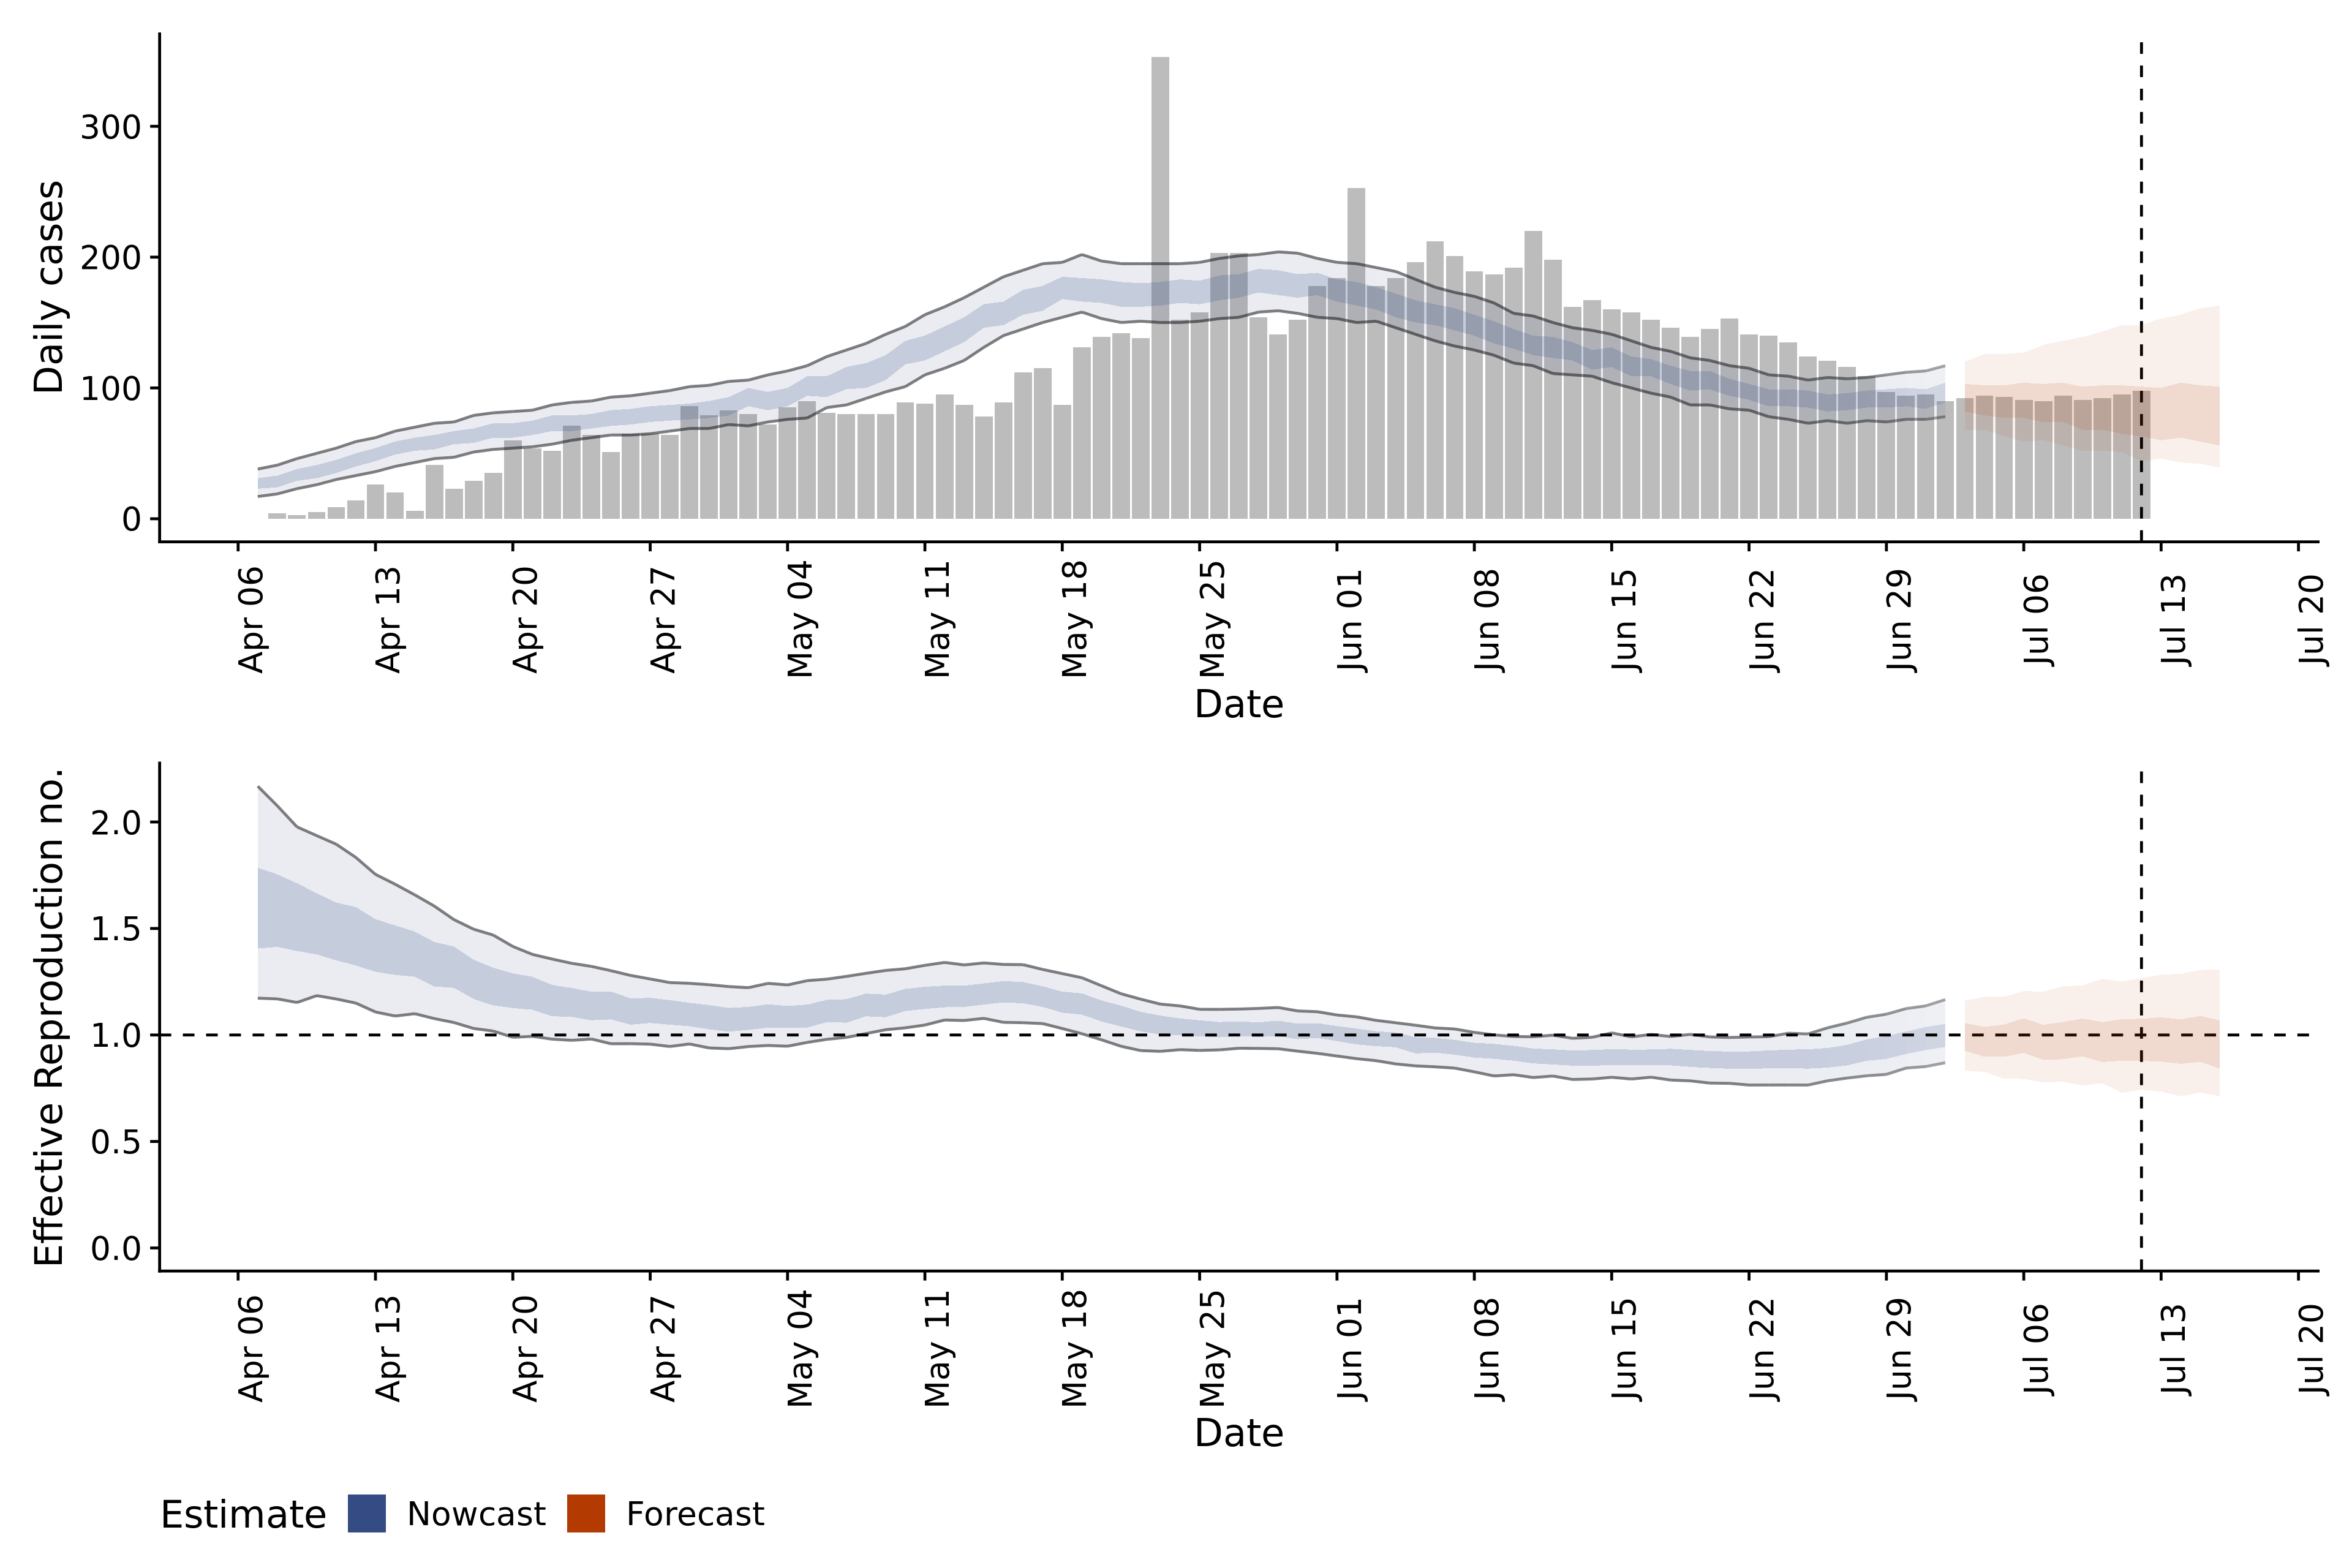 Daily cases
300
200
100
0
Apr 06
Apr 13
Apr 20
Apr 27
May 04
May 11
May 18
May 25
Jun 01
Jun 08
Jun 15
Jun 22
Jun 29
Jul 06
Jul 13
Jul 20
Date
Effective Reproduction no.
2.0
1.5
1.0
0.5
0.0
Apr 06
Apr 13
Apr 20
Apr 27
May 04
May 11
May 18
May 25
Jun 01
Jun 08
Jun 15
Jun 22
Jun 29
Jul 06
Jul 13
Jul 20
Date
Estimate Nowcast Forecast